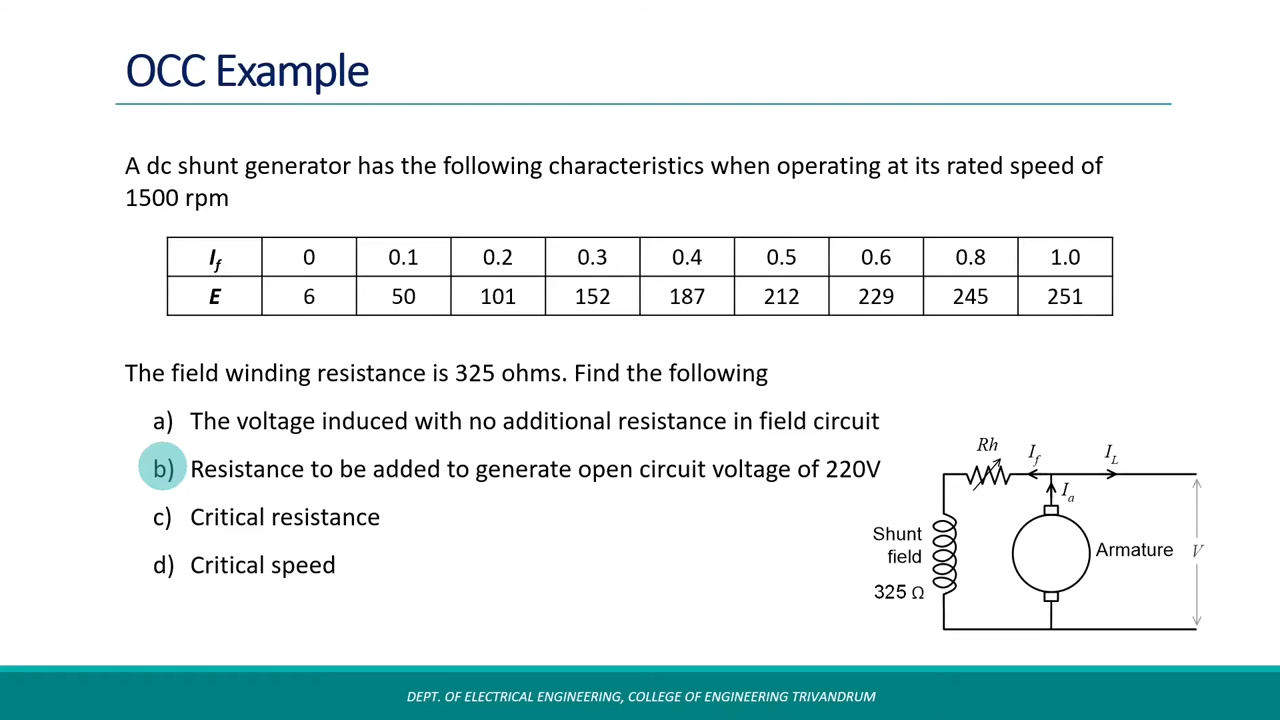 OCC Example
A dc shunt generator has the following characteristics when operating at its rated speed of
1500 rpm
If 0 0.1 0.2 0.3 0.4 0.5 0.6 0.8 1.0
E 6 50 101 152 187 212 229 245 251
The field winding resistance is 325 ohms. Find the following
a) The voltage induced with no additional resistance in field circuit
b) Resistance to be added to generate open circuit voltage of 220V
c) Critical resistance
d) Critical speed
Rh If IL
Ia
Shunt
field
325 Ω
Armature
V
DEPT. OF ELECTRICAL ENGINEERING, COLLEGE OF ENGINEERING TRIVANDRUM